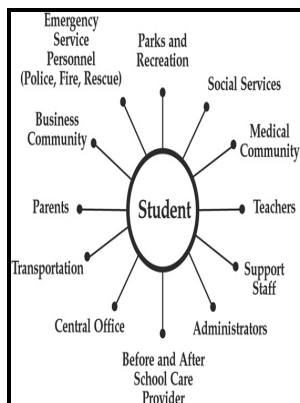 Emergency
Service
Personnel
(Police, Fire, Rescue)
Parks and
Recreation
Social Services
Business
Community
Medical
Community
Parents
Student
Teachers
Transportation
Support
Staff
Central Office
Administrators
Before and After
School Care
Provider